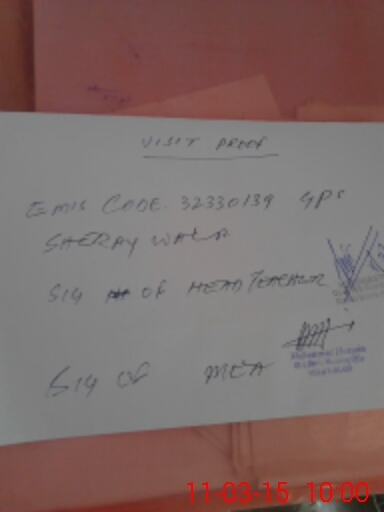 VISIT PROOF
EMIS CODE. 32330139 GPS
SHERAY WALA
SIG OF HEAD TEACHER
SIG OF MEA
11-03-15 10:00